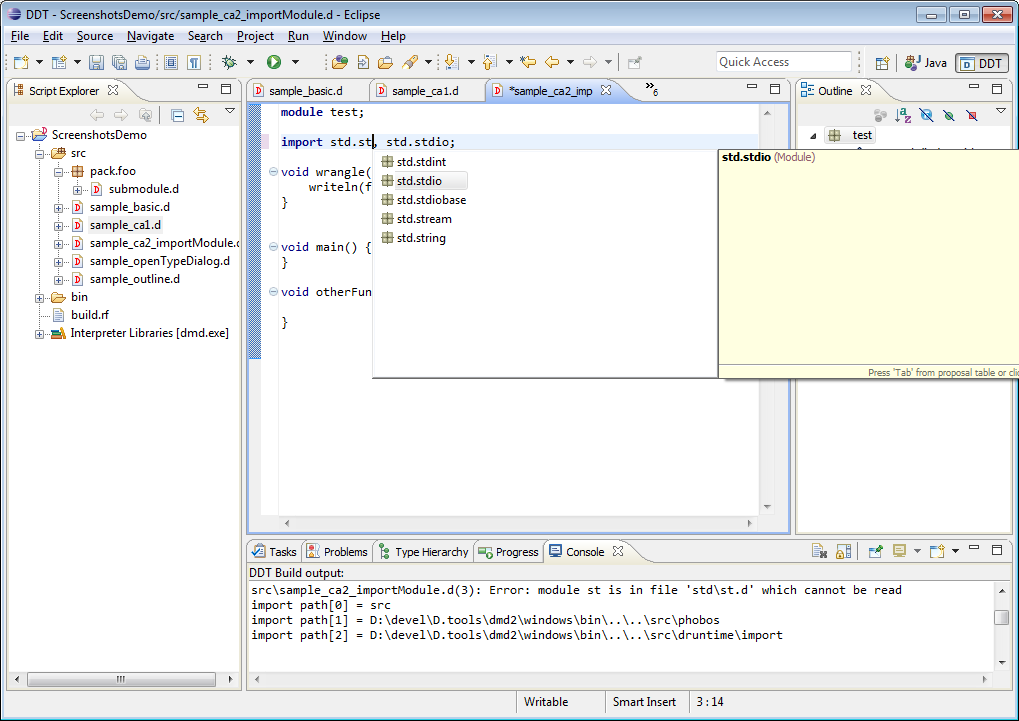 DDT - ScreenshotsDemo/src/sample_ca2_importModule.d - Eclipse
File Edit Source Navigate Search Project Run Window Help
Quick Access
Java
DDT
Script Explorer
ScreenshotsDemo
src
pack.foo
submodule.d
sample_basic.d
sample_ca1.d
sample_ca2_importModule.d
sample_openTypeDialog.d
sample_outline.d
bin
build.rf
Interpreter Libraries [dmd.exe]
sample_basic.d
sample_ca1.d
*sample_ca2_imp
»6
module test;
import std.st, std.stdio;
void wrangle(
writeln(f
}
void main() {
}
void otherFun
}
std.stdint
std.stdio
std.stdiobase
std.stream
std.string
Outline
test
std.stdio (Module)
Press 'Tab' from proposal table or clic
Tasks
Problems
Type Hierarchy
Progress
Console
DDT Build output:
src\sample_ca2_importModule.d(3): Error: module st is in file 'std\st.d' which cannot be read
import path[0] = src
import path[1] = D:\devel\D.tools\dmd2\windows\bin\..\..\src\phobos
import path[2] = D:\devel\D.tools\dmd2\windows\bin\..\..\src\druntime\import
Writable
Smart Insert
3 : 14